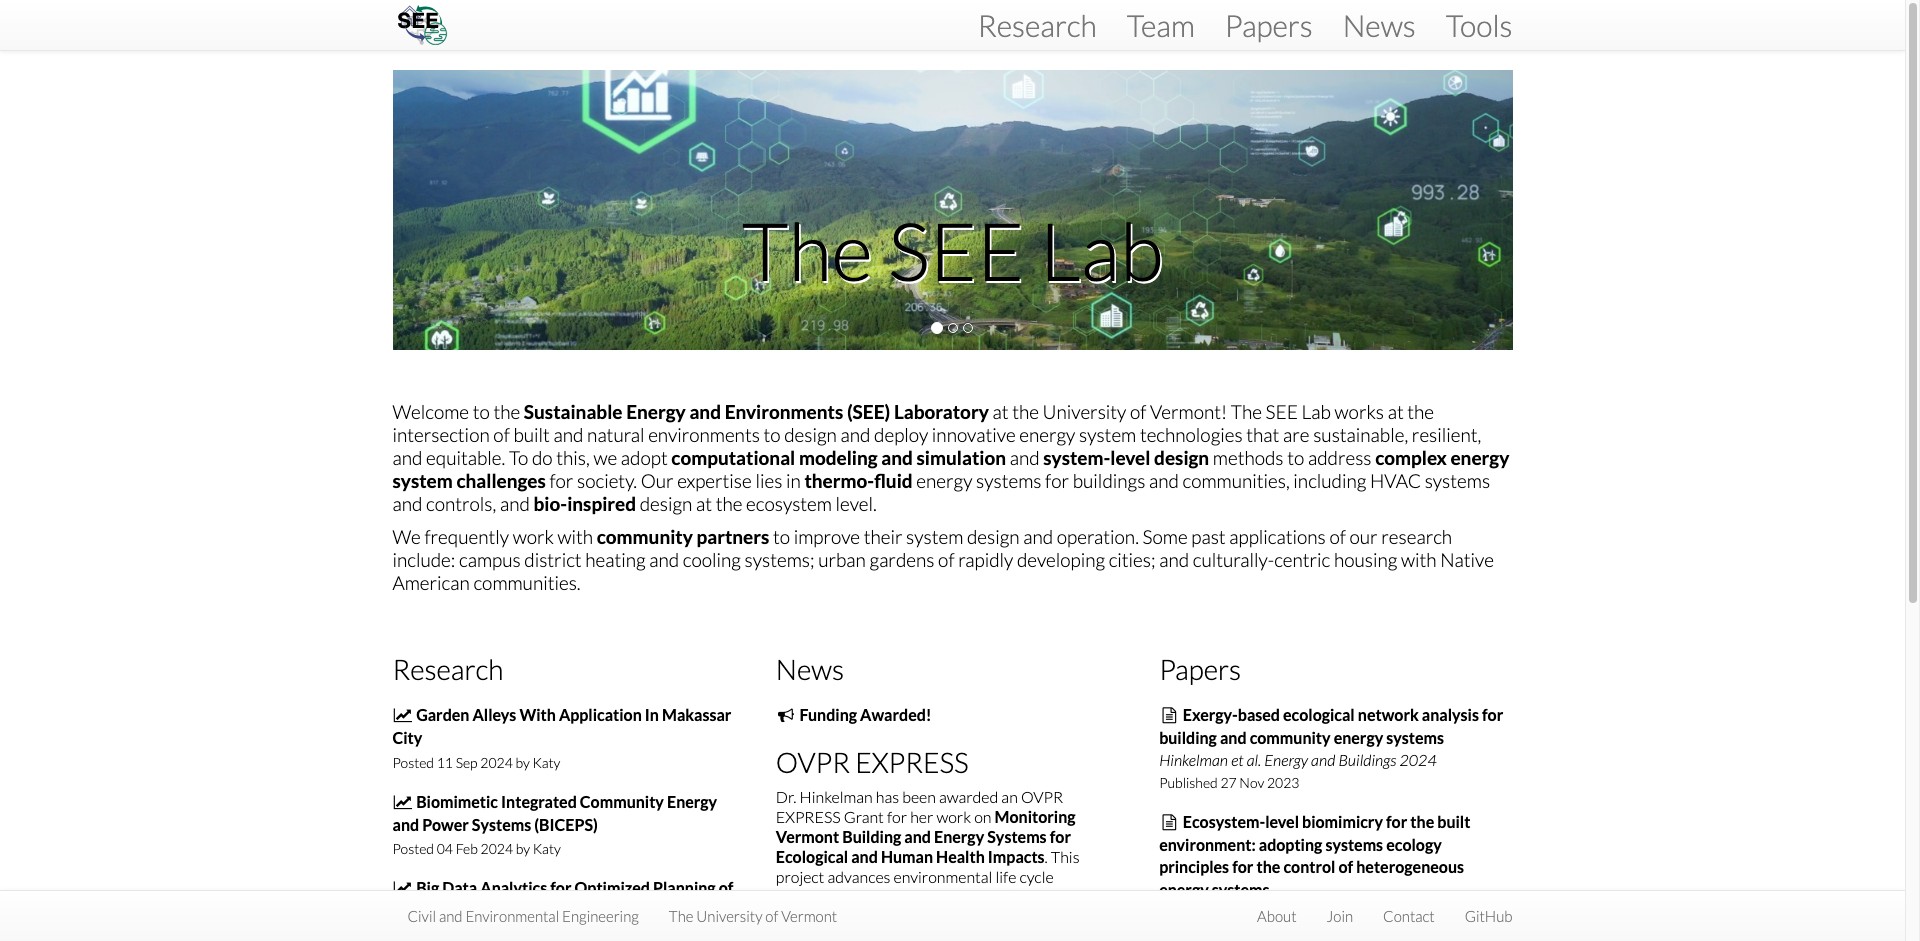 SEE
Research Team Papers News Tools
993.28
The SEE Lab
206.36
219.98
Welcome to the Sustainable Energy and Environments (SEE) Laboratory at the University of Vermont! The SEE Lab works at the
intersection of built and natural environments to design and deploy innovative energy system technologies that are sustainable, resilient,
and equitable. To do this, we adopt computational modeling and simulation and system-level design methods to address complex energy
system challenges for society. Our expertise lies in thermo-fluid energy systems for buildings and communities, including HVAC systems
and controls, and bio-inspired design at the ecosystem level.
We frequently work with community partners to improve their system design and operation. Some past applications of our research
include: campus district heating and cooling systems; urban gardens of rapidly developing cities; and culturally-centric housing with Native
American communities.
Research
Garden Alleys With Application In Makassar
City
Posted 11 Sep 2024 by Katy
Biomimetic Integrated Community Energy
and Power Systems (BICEPS)
Posted 04 Feb 2024 by Katy
Big Data Analytics for Optimized Planning of
News
Funding Awarded!
OVPR EXPRESS
Dr. Hinkelman has been awarded an OVPR
EXPRESS Grant for her work on Monitoring
Vermont Building and Energy Systems for
Ecological and Human Health Impacts. This
project advances environmental life cycle
Papers
Exergy-based ecological network analysis for
building and community energy systems
Hinkelman et al. Energy and Buildings 2024
Published 27 Nov 2023
Ecosystem-level biomimicry for the built
environment: adopting systems ecology
principles for the control of heterogeneous
energy systems
Civil and Environmental Engineering The University of Vermont About Join Contact GitHub